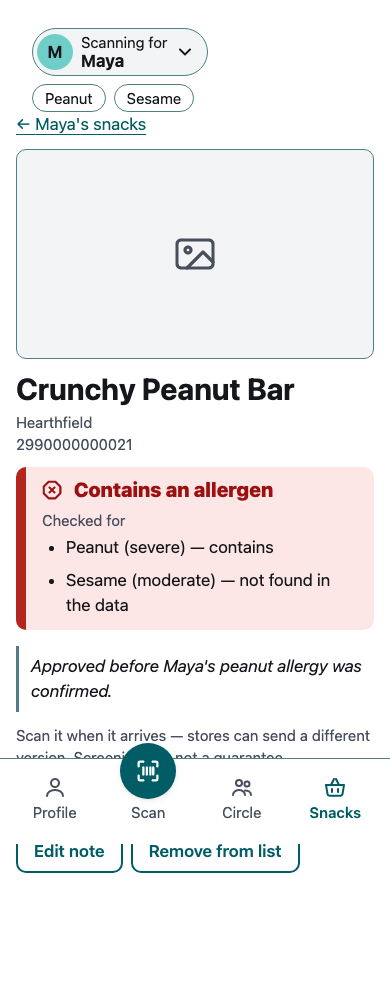 M
Scanning for
Maya
Peanut
Sesame
← Maya's snacks
Crunchy Peanut Bar
Hearthfield
2990000000021
Contains an allergen
Checked for
• Peanut (severe) — contains
• Sesame (moderate) — not found in
the data
Approved before Maya's peanut allergy was
confirmed.
Scan it when it arrives — stores can send a different
Profile
Scan
Circle
Snacks
Edit note
Remove from list